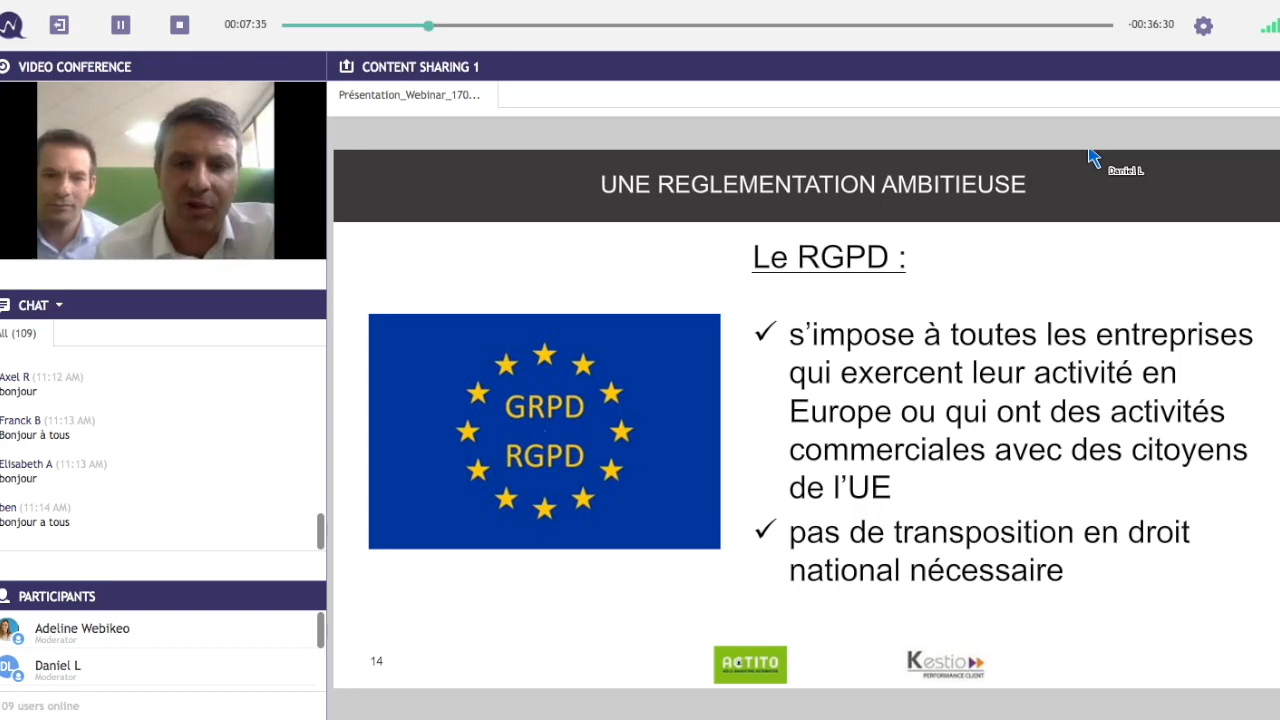 00:07:35
-00:36:30
VIDEO CONFERENCE
CONTENT SHARING 1
Présentation_Webinar_170...
Daniel L
UNE REGLEMENTATION AMBITIEUSE
Le RGPD :
GRPD
RGPD
✓ s’impose à toutes les entreprises
qui exercent leur activité en
Europe ou qui ont des activités
commerciales avec des citoyens
de l’UE
✓ pas de transposition en droit
national nécessaire
14
ACTITO
Kestio
PERFORMANCE CLIENT
CHAT
ll (109)
Axel R (11:12 AM)
bonjour
Franck B (11:13 AM)
Bonjour à tous
Elisabeth A (11:13 AM)
bonjour
ben (11:14 AM)
bonjour a tous
PARTICIPANTS
Adeline Webikeo
Moderator
DL
Daniel L
Moderator
09 users online